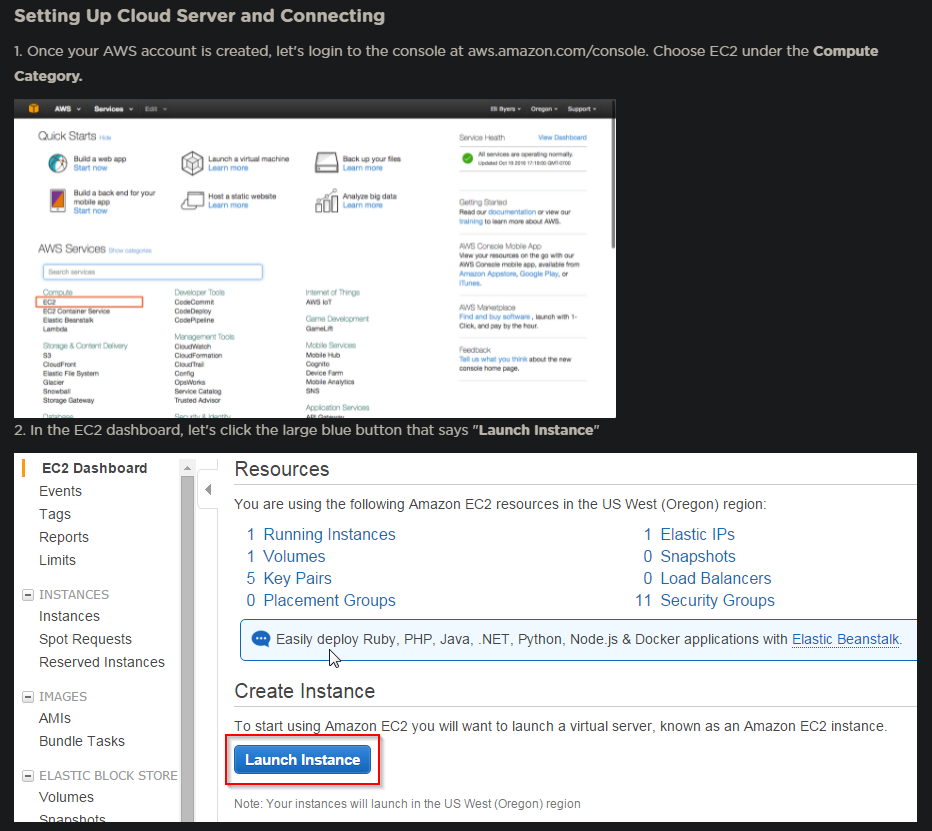 Setting Up Cloud Server and Connecting
1. Once your AWS account is created, let's login to the console at aws.amazon.com/console. Choose EC2 under the Compute
Category.
AWS Services Edit Elli Byers Oregon Support
Quick Starts Hide
Build a web app
Start now
Launch a virtual machine
Learn more
Back up your files
Learn more
Build a back end for your
mobile app
Start now
Host a static website
Learn more
Analyze big data
Learn more
AWS Services Show categories
Search services
Compute
EC2
EC2 Container Service
Elastic Beanstalk
Lambda
Storage & Content Delivery
S3
CloudFront
Elastic File System
Glacier
Snowball
Storage Gateway
Database
Developer Tools
CodeCommit
CodeDeploy
CodePipeline
Management Tools
CloudWatch
CloudFormation
CloudTrail
Config
OpsWorks
Service Catalog
Trusted Advisor
Security & Identity
Internet of Things
AWS IoT
Game Development
GameLift
Mobile Services
Mobile Hub
Cognito
Device Farm
Mobile Analytics
SNS
Application Services
API Gateway
Service Health View Dashboard
All services are operating normally.
Updated Oct 19 2016 17:19:00 GMT-0700
Getting Started
Read our documentation or view our
training to learn more about AWS.
AWS Console Mobile App
View your resources on the go with our
AWS Console mobile app, available from
Amazon Appstore, Google Play, or
iTunes.
AWS Marketplace
Find and buy software, launch with 1-
Click, and pay by the hour.
Feedback
Tell us what you think about the new
console home page.
2. In the EC2 dashboard, let's click the large blue button that says "Launch Instance"
EC2 Dashboard
Events
Tags
Reports
Limits
INSTANCES
Instances
Spot Requests
Reserved Instances
IMAGES
AMIs
Bundle Tasks
ELASTIC BLOCK STORE
Volumes
Snapshots
Resources
You are using the following Amazon EC2 resources in the US West (Oregon) region:
1 Running Instances 1 Elastic IPs
1 Volumes 0 Snapshots
5 Key Pairs 0 Load Balancers
0 Placement Groups 11 Security Groups
Easily deploy Ruby, PHP, Java, .NET, Python, Node.js & Docker applications with Elastic Beanstalk.
Create Instance
To start using Amazon EC2 you will want to launch a virtual server, known as an Amazon EC2 instance.
Launch Instance
Note: Your instances will launch in the US West (Oregon) region